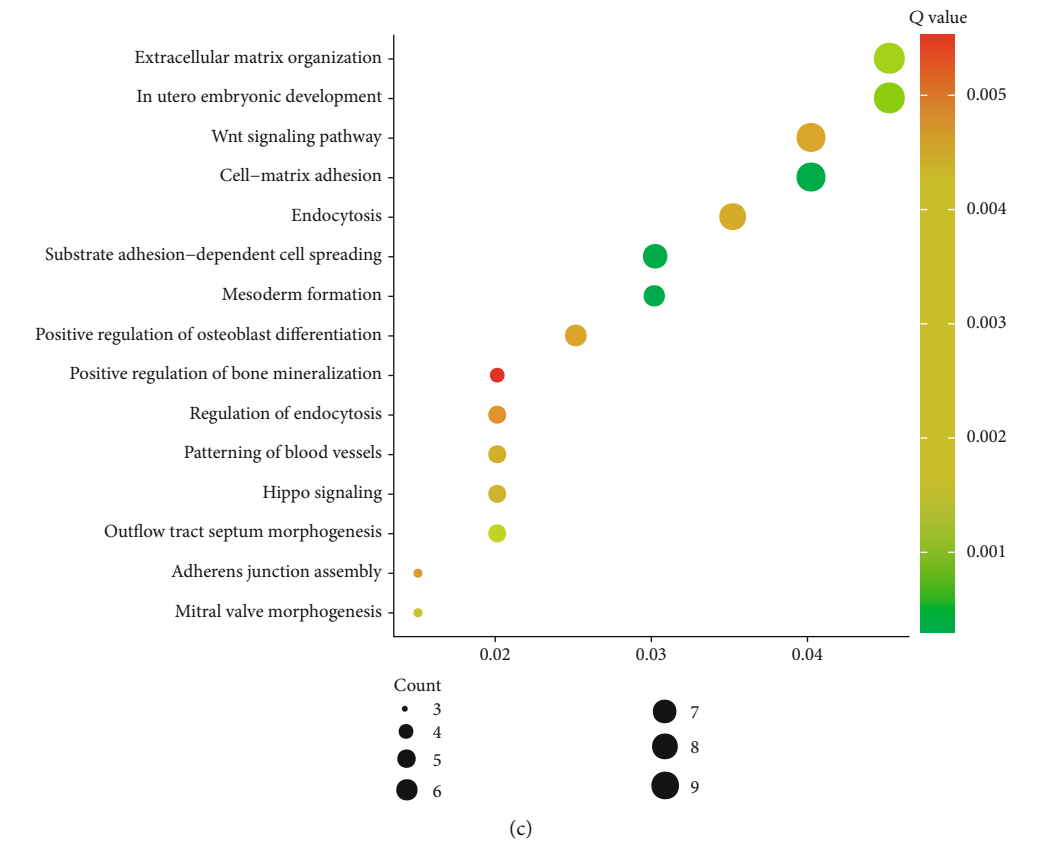 Q value
Extracellular matrix organization
In utero embryonic development
Wnt signaling pathway
Cell−matrix adhesion
Endocytosis
Substrate adhesion−dependent cell spreading
Mesoderm formation
Positive regulation of osteoblast differentiation
Positive regulation of bone mineralization
Regulation of endocytosis
Patterning of blood vessels
Hippo signaling
Outflow tract septum morphogenesis
Adherens junction assembly
Mitral valve morphogenesis
0.005
0.004
0.003
0.002
0.001
0.02 0.03 0.04
Count
3
4
5
6
7
8
9
(c)